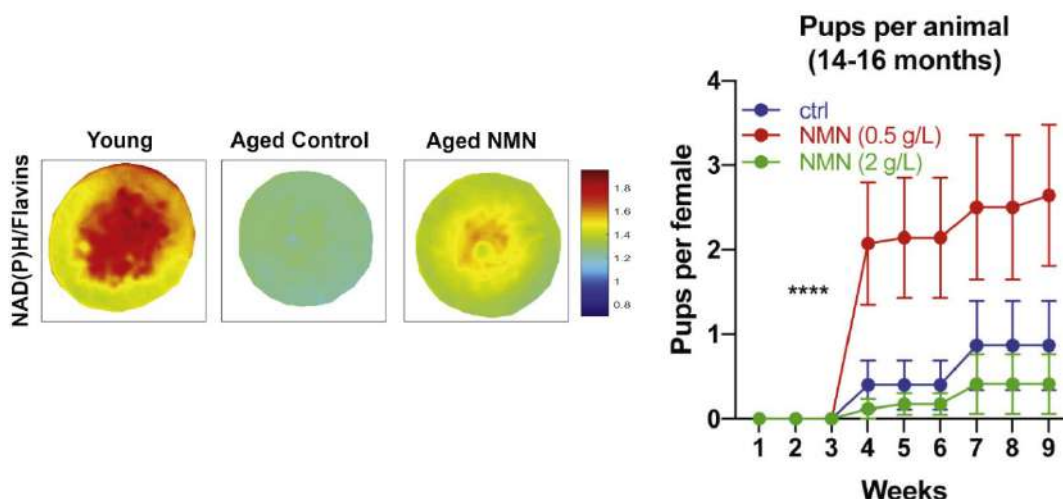 Young
Aged Control
Aged NMN
NAD(P)H/Flavins
1.8
1.6
1.4
1.2
1
0.8
Pups per animal
(14-16 months)
ctrl
NMN (0.5 g/L)
NMN (2 g/L)
Pups per female
4
3
2
1
0
****
1 2 3 4 5 6 7 8 9
Weeks